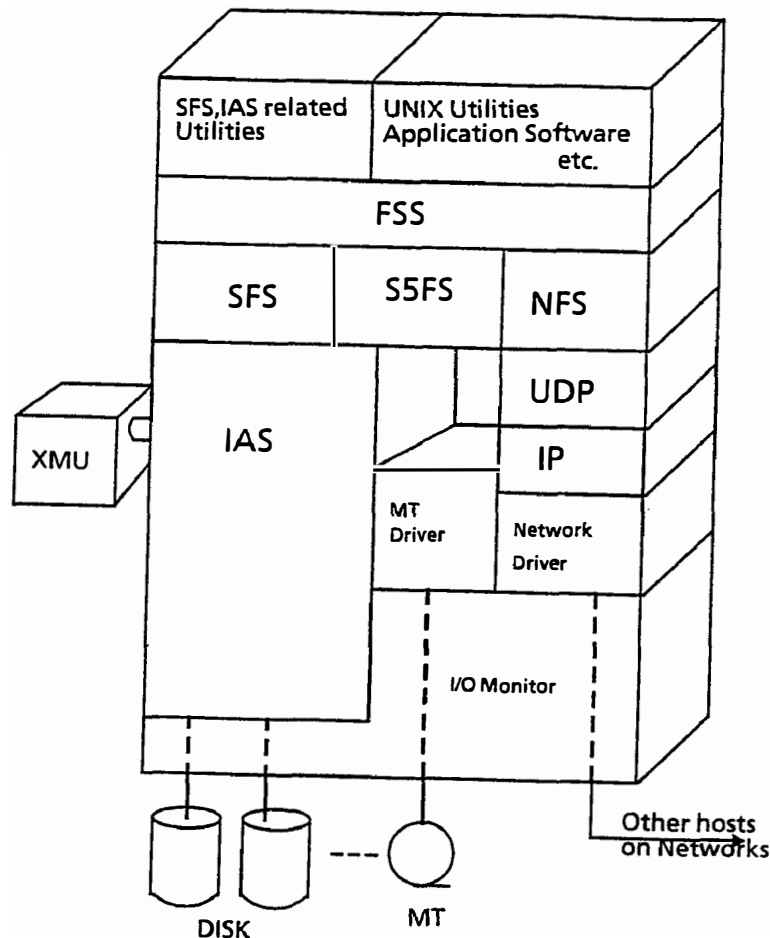 SFS,IAS related
Utilities
UNIX Utilities
Application Software
etc.
FSS
SFS
S5FS
NFS
UDP
XMU
IAS
IP
MT
Driver
Network
Driver
I/O Monitor
Other hosts
on Networks
DISK
MT